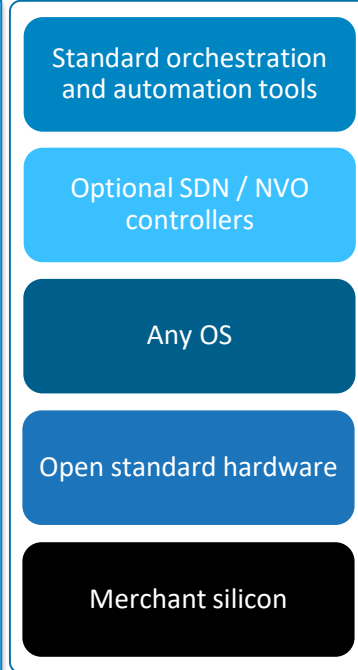 Standard orchestration
and automation tools
Optional SDN / NVO
controllers
Any OS
Open standard hardware
Merchant silicon